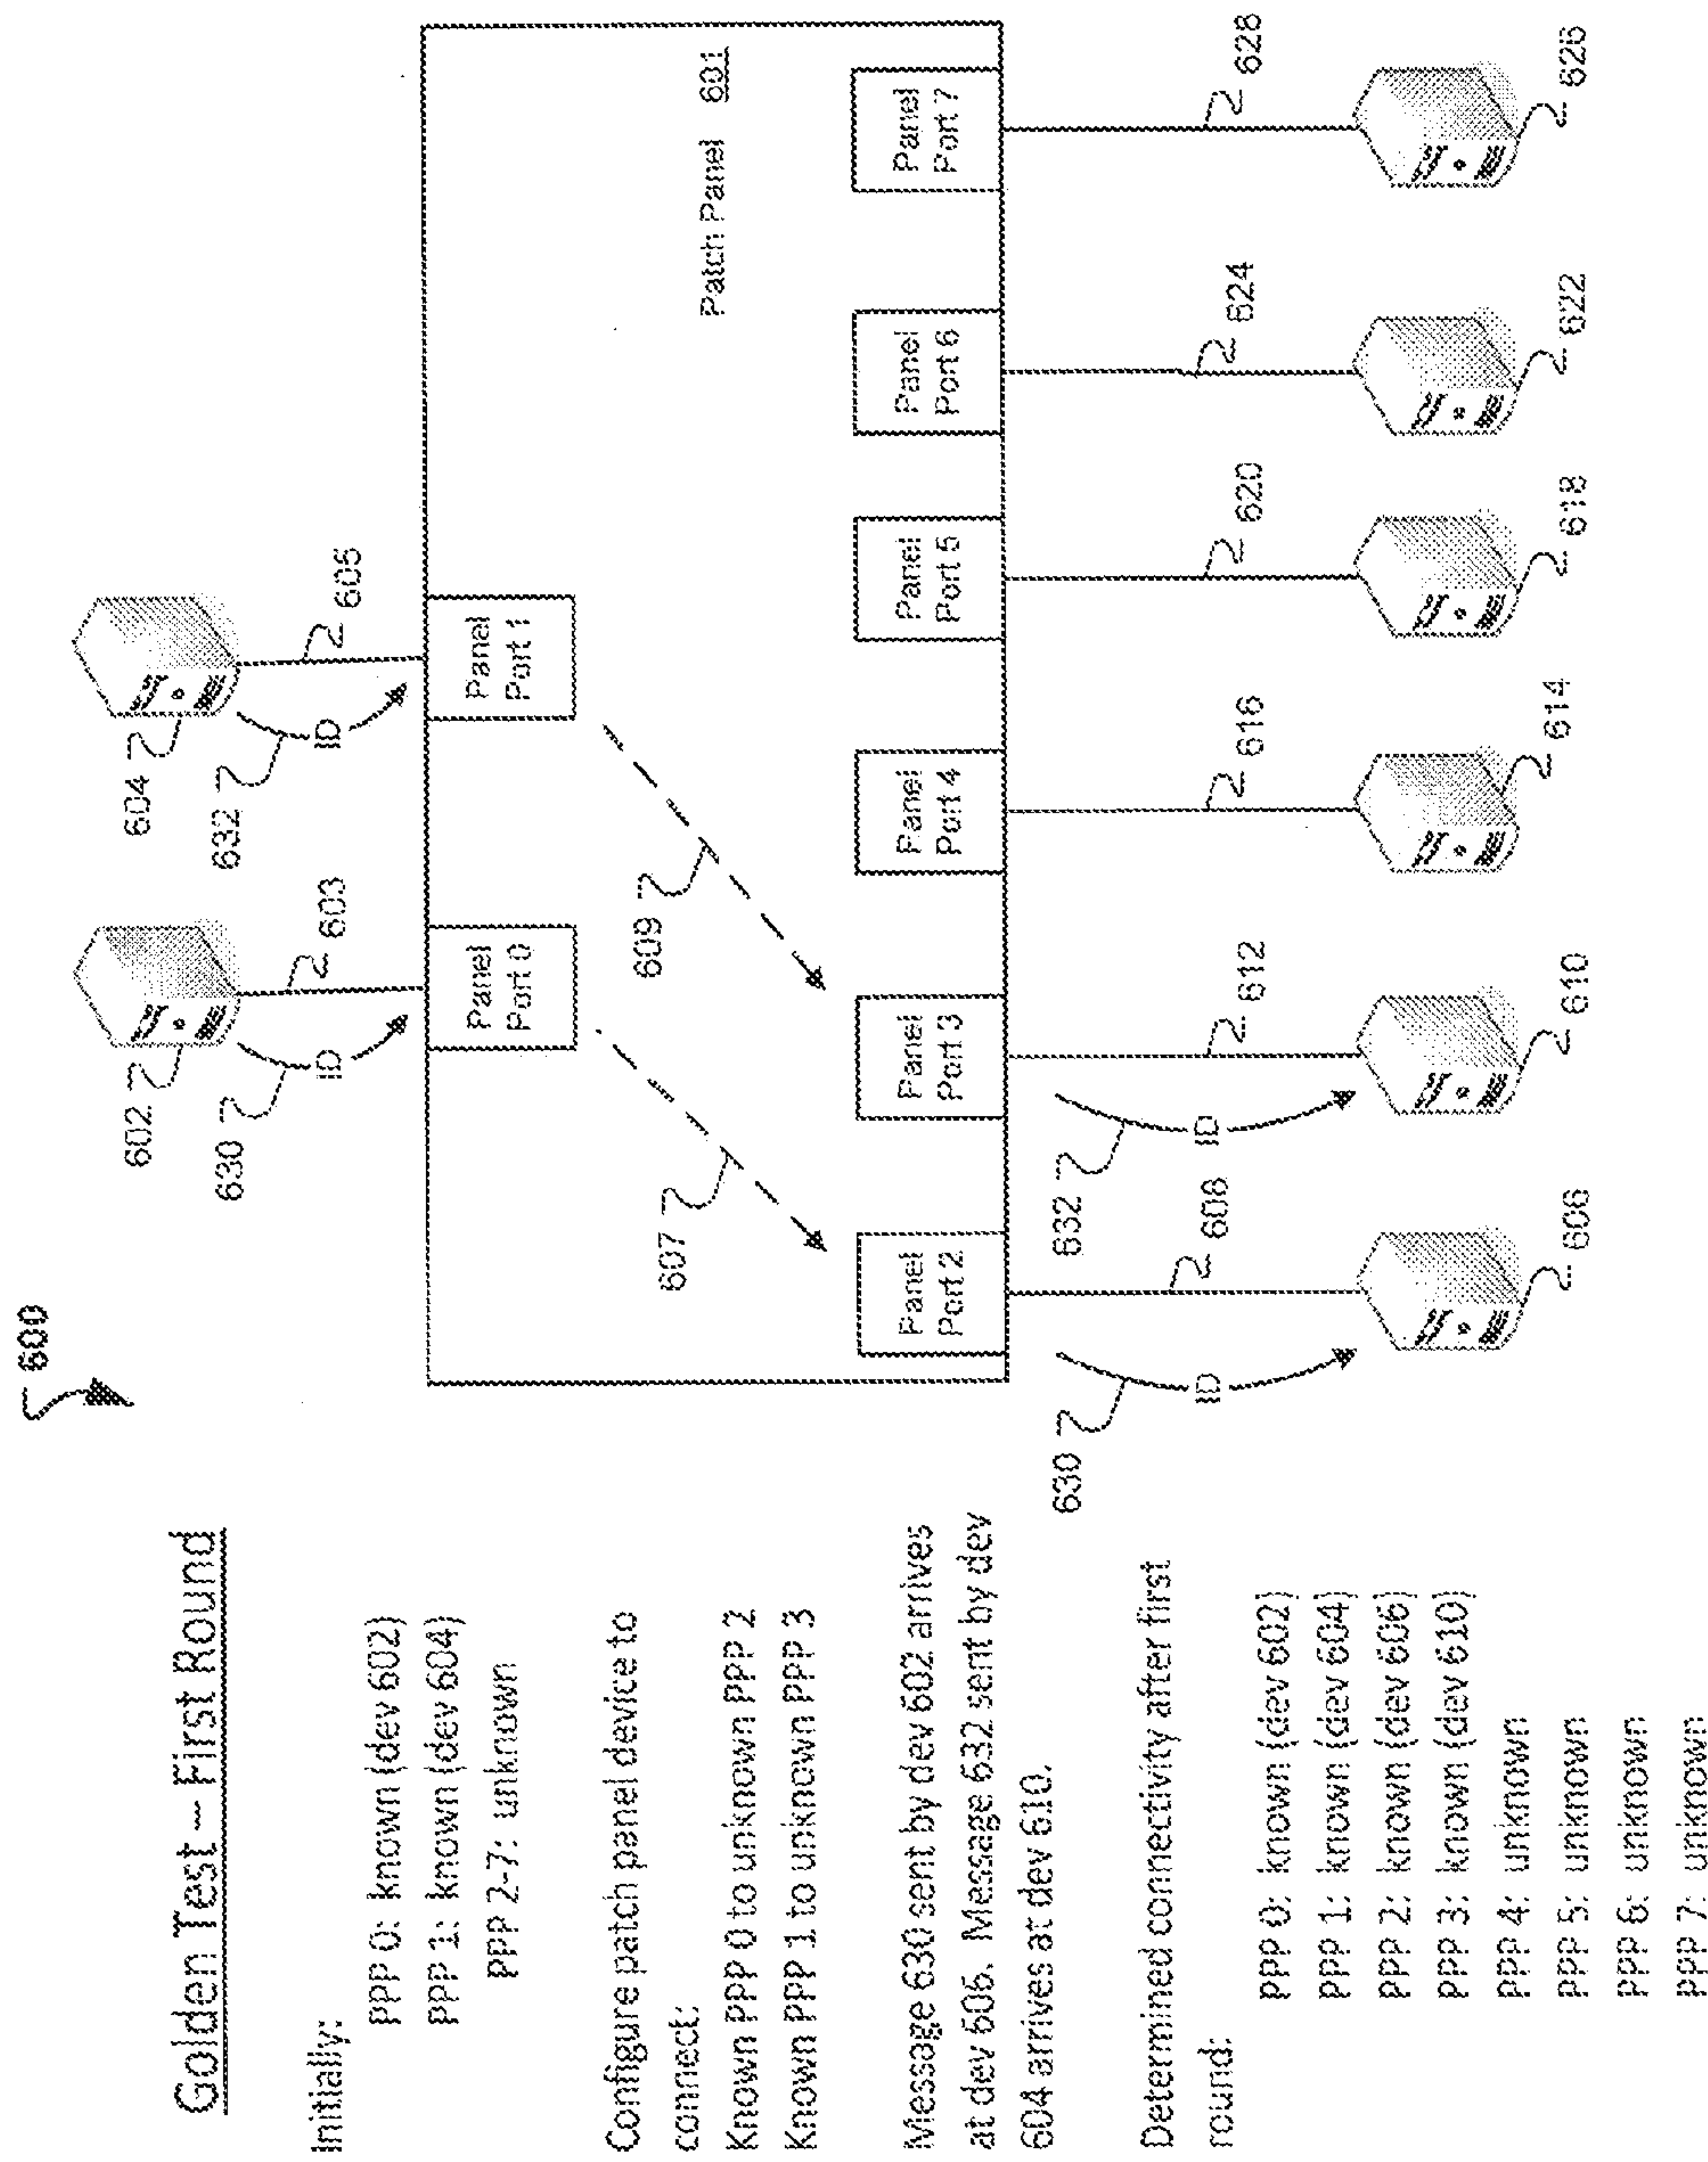 600
Golden Test – First Round
Initially:
PPP 0: known (dev 602)
PPP 1: known (dev 604)
PPP 2-7: unknown
Configure patch panel device to
connect:
Known PPP 0 to unknown PPP 2
Known PPP 1 to unknown PPP 3
Message 630 sent by dev 602 arrives
at dev 606. Message 632 sent by dev
604 arrives at dev 610.
Determined connectivity after first
round:
PPP 0: known (dev 602)
PPP 1: known (dev 604)
PPP 2: known (dev 606)
PPP 3: known (dev 610)
PPP 4: unknown
PPP 5: unknown
PPP 6: unknown
PPP 7: unknown
602
604
630
ID
603
632
ID
605
Panel
Port 0
Panel
Port 1
Patch Panel 601
607
609
Panel
Port 2
Panel
Port 3
Panel
Port 4
Panel
Port 5
Panel
Port 6
Panel
Port 7
630
ID
608
632
ID
612
616
620
624
628
606
610
614
618
622
626